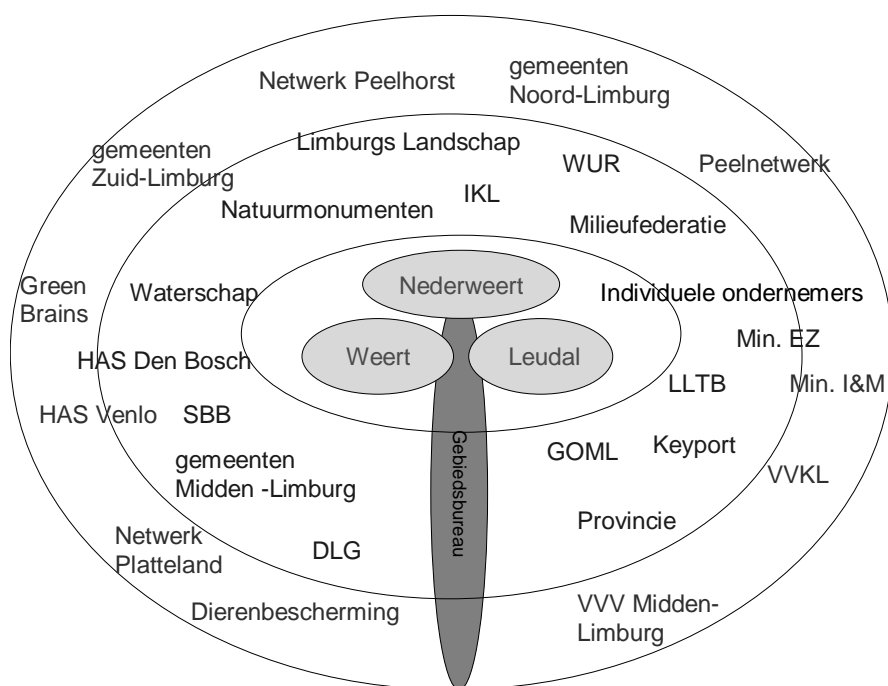 Netwerk Peelhorst
gemeenten
Noord-Limburg
gemeenten
Zuid-Limburg
Limburgs Landschap
WUR
Peelnetwerk
IKL
Natuurmonumenten
Milieufederatie
Green
Brains
Waterschap
Nederweert
Individuele ondernemers
HAS Den Bosch
Weert
Leudal
Min. EZ
LLTB
Min. I&M
HAS Venlo
SBB
Gebiedsbureau
GOML
Keyport
gemeenten
Midden -Limburg
VVKL
Provincie
Netwerk
Platteland
DLG
Dierenbescherming
VVV Midden-
Limburg